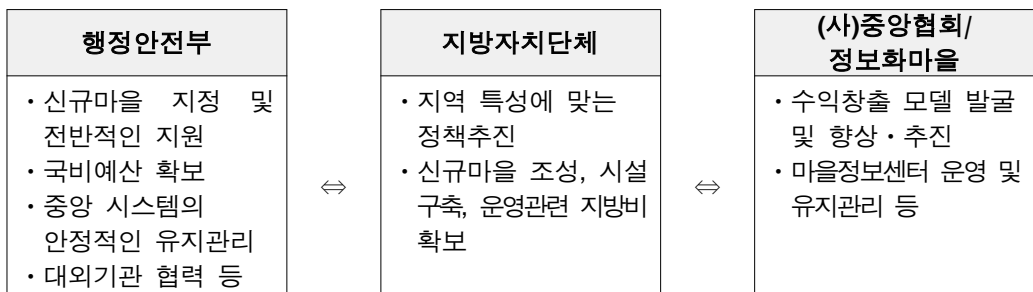 행정안전부
・신규마을 지정 및
전반적인 지원
・국비예산 확보
・중앙 시스템의
안정적인 유지관리
・대외기관 협력 등
⇔
지방자치단체
・지역 특성에 맞는
정책추진
・신규마을 조성, 시설
구축, 운영관련 지방비
확보
⇔
(사)중앙협회/
정보화마을
・수익창출 모델 발굴
및 향상・추진
・마을정보센터 운영 및
유지관리 등